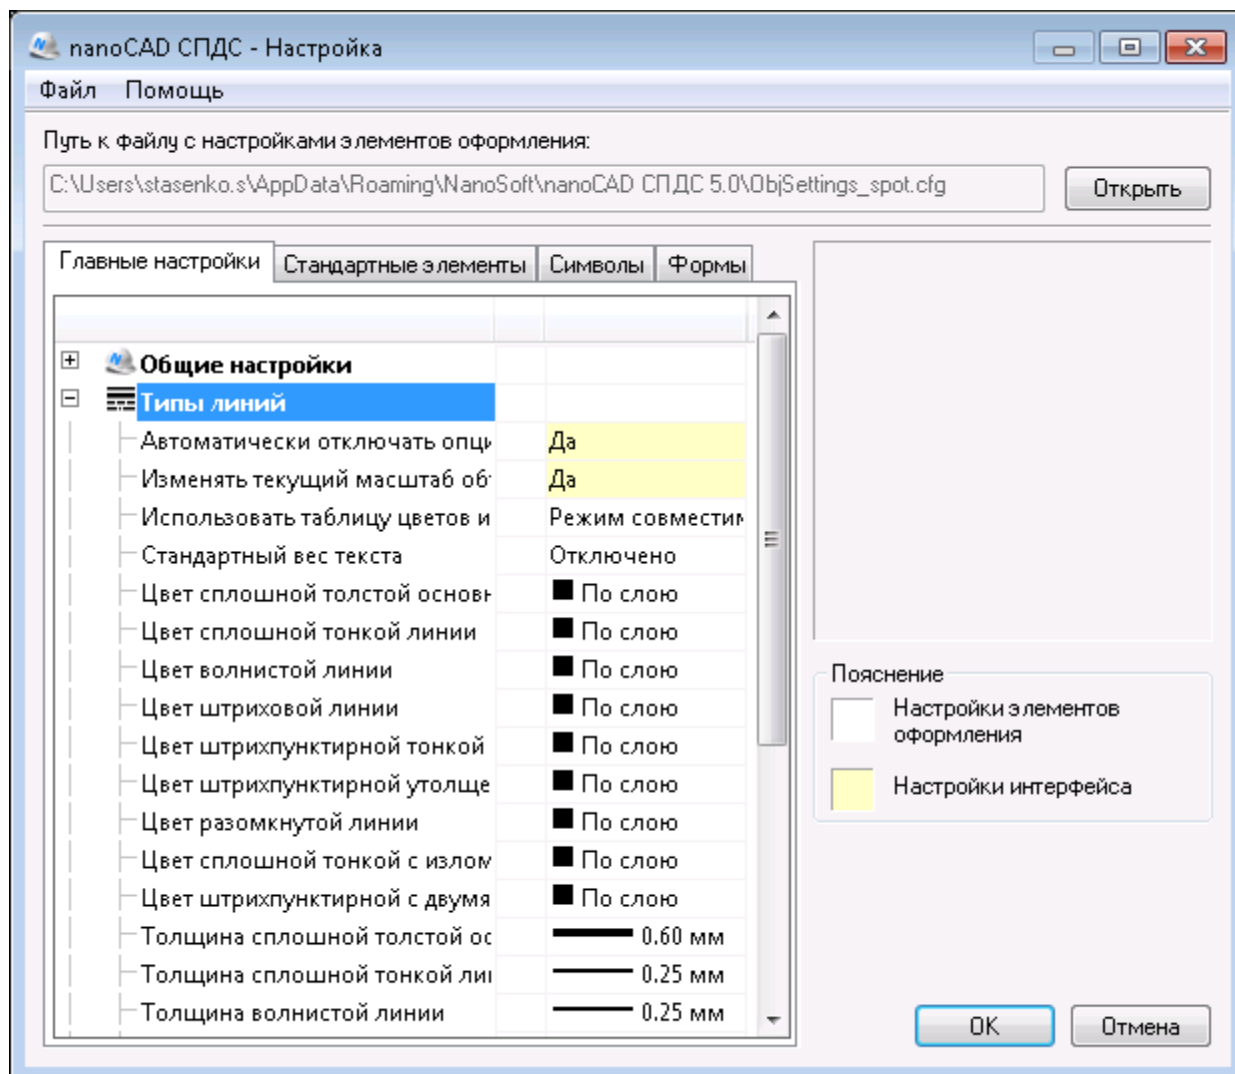 nanoCAD СПДС - Настройка
Файл Помощь
Путь к файлу с настройками элементов оформления:
C:\Users\stasenko.s\AppData\Roaming\NanoSoft\nanoCAD СПДС 5.0\ObjSettings_spot.cfg
Открыть
Главные настройки Стандартные элементы Символы Формы
Общие настройки
Типы линий
Автоматически отключать опци Да
Изменять текущий масштаб об Да
Использовать таблицу цветов и Режим совместим
Стандартный вес текста Отключено
Цвет сплошной толстой основн По слою
Цвет сплошной тонкой линии По слою
Цвет волнистой линии По слою
Цвет штриховой линии По слою
Цвет штрихпунктирной тонкой По слою
Цвет штрихпунктирной утолще По слою
Цвет разомкнутой линии По слою
Цвет сплошной тонкой с излом По слою
Цвет штрихпунктирной с двумя По слою
Толщина сплошной толстой ос 0.60 мм
Толщина сплошной тонкой лин 0.25 мм
Толщина волнистой линии 0.25 мм
Пояснение
Настройки элементов
оформления
Настройки интерфейса
OK Отмена